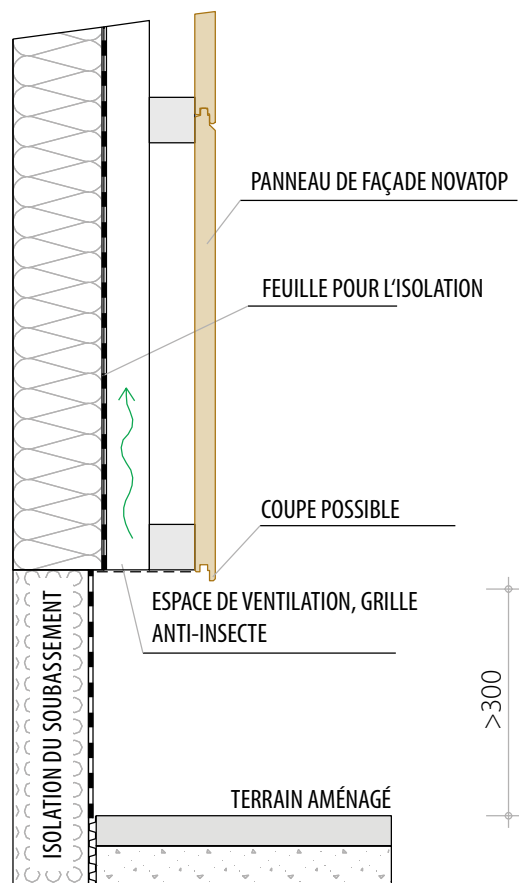 PANNEAU DE FAÇADE NOVATOP
FEUILLE POUR L‘ISOLATION
COUPE POSSIBLE
ESPACE DE VENTILATION, GRILLE
ANTI-INSECTE
ISOLATION DU SOUBASSEMENT
>300
TERRAIN AMÉNAGÉ